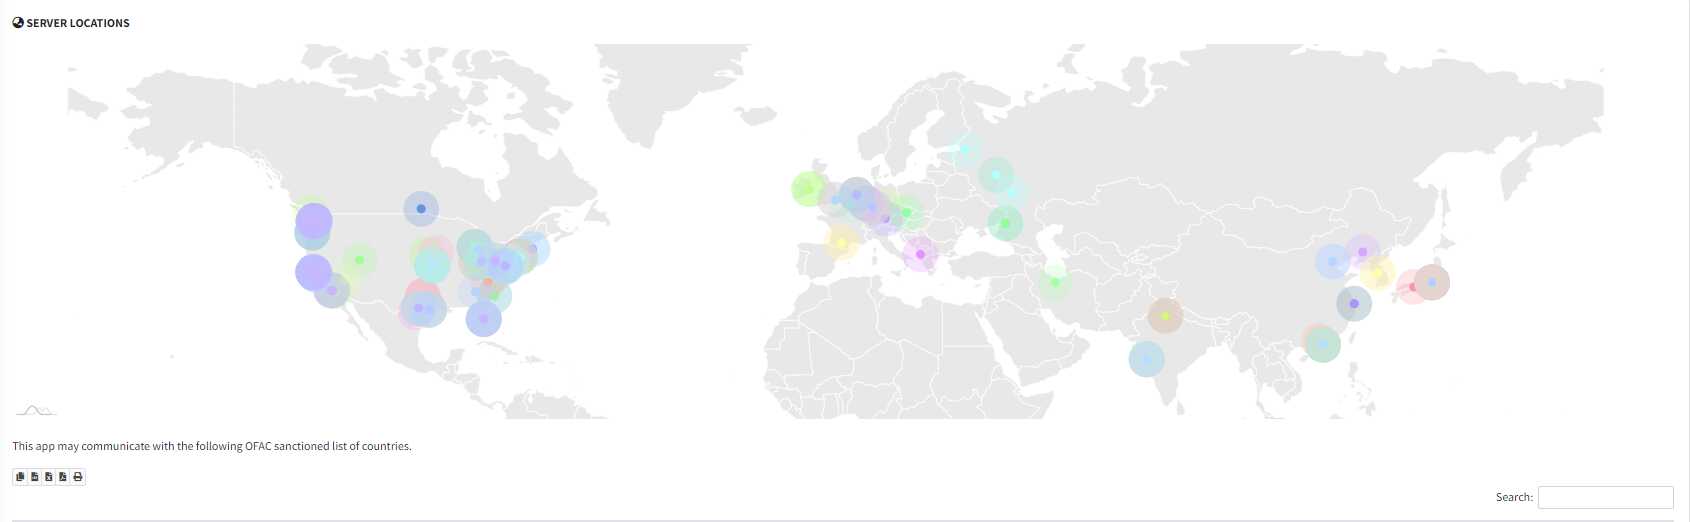 SERVER LOCATIONS
This app may communicate with the following OFAC sanctioned list of countries.
Search: